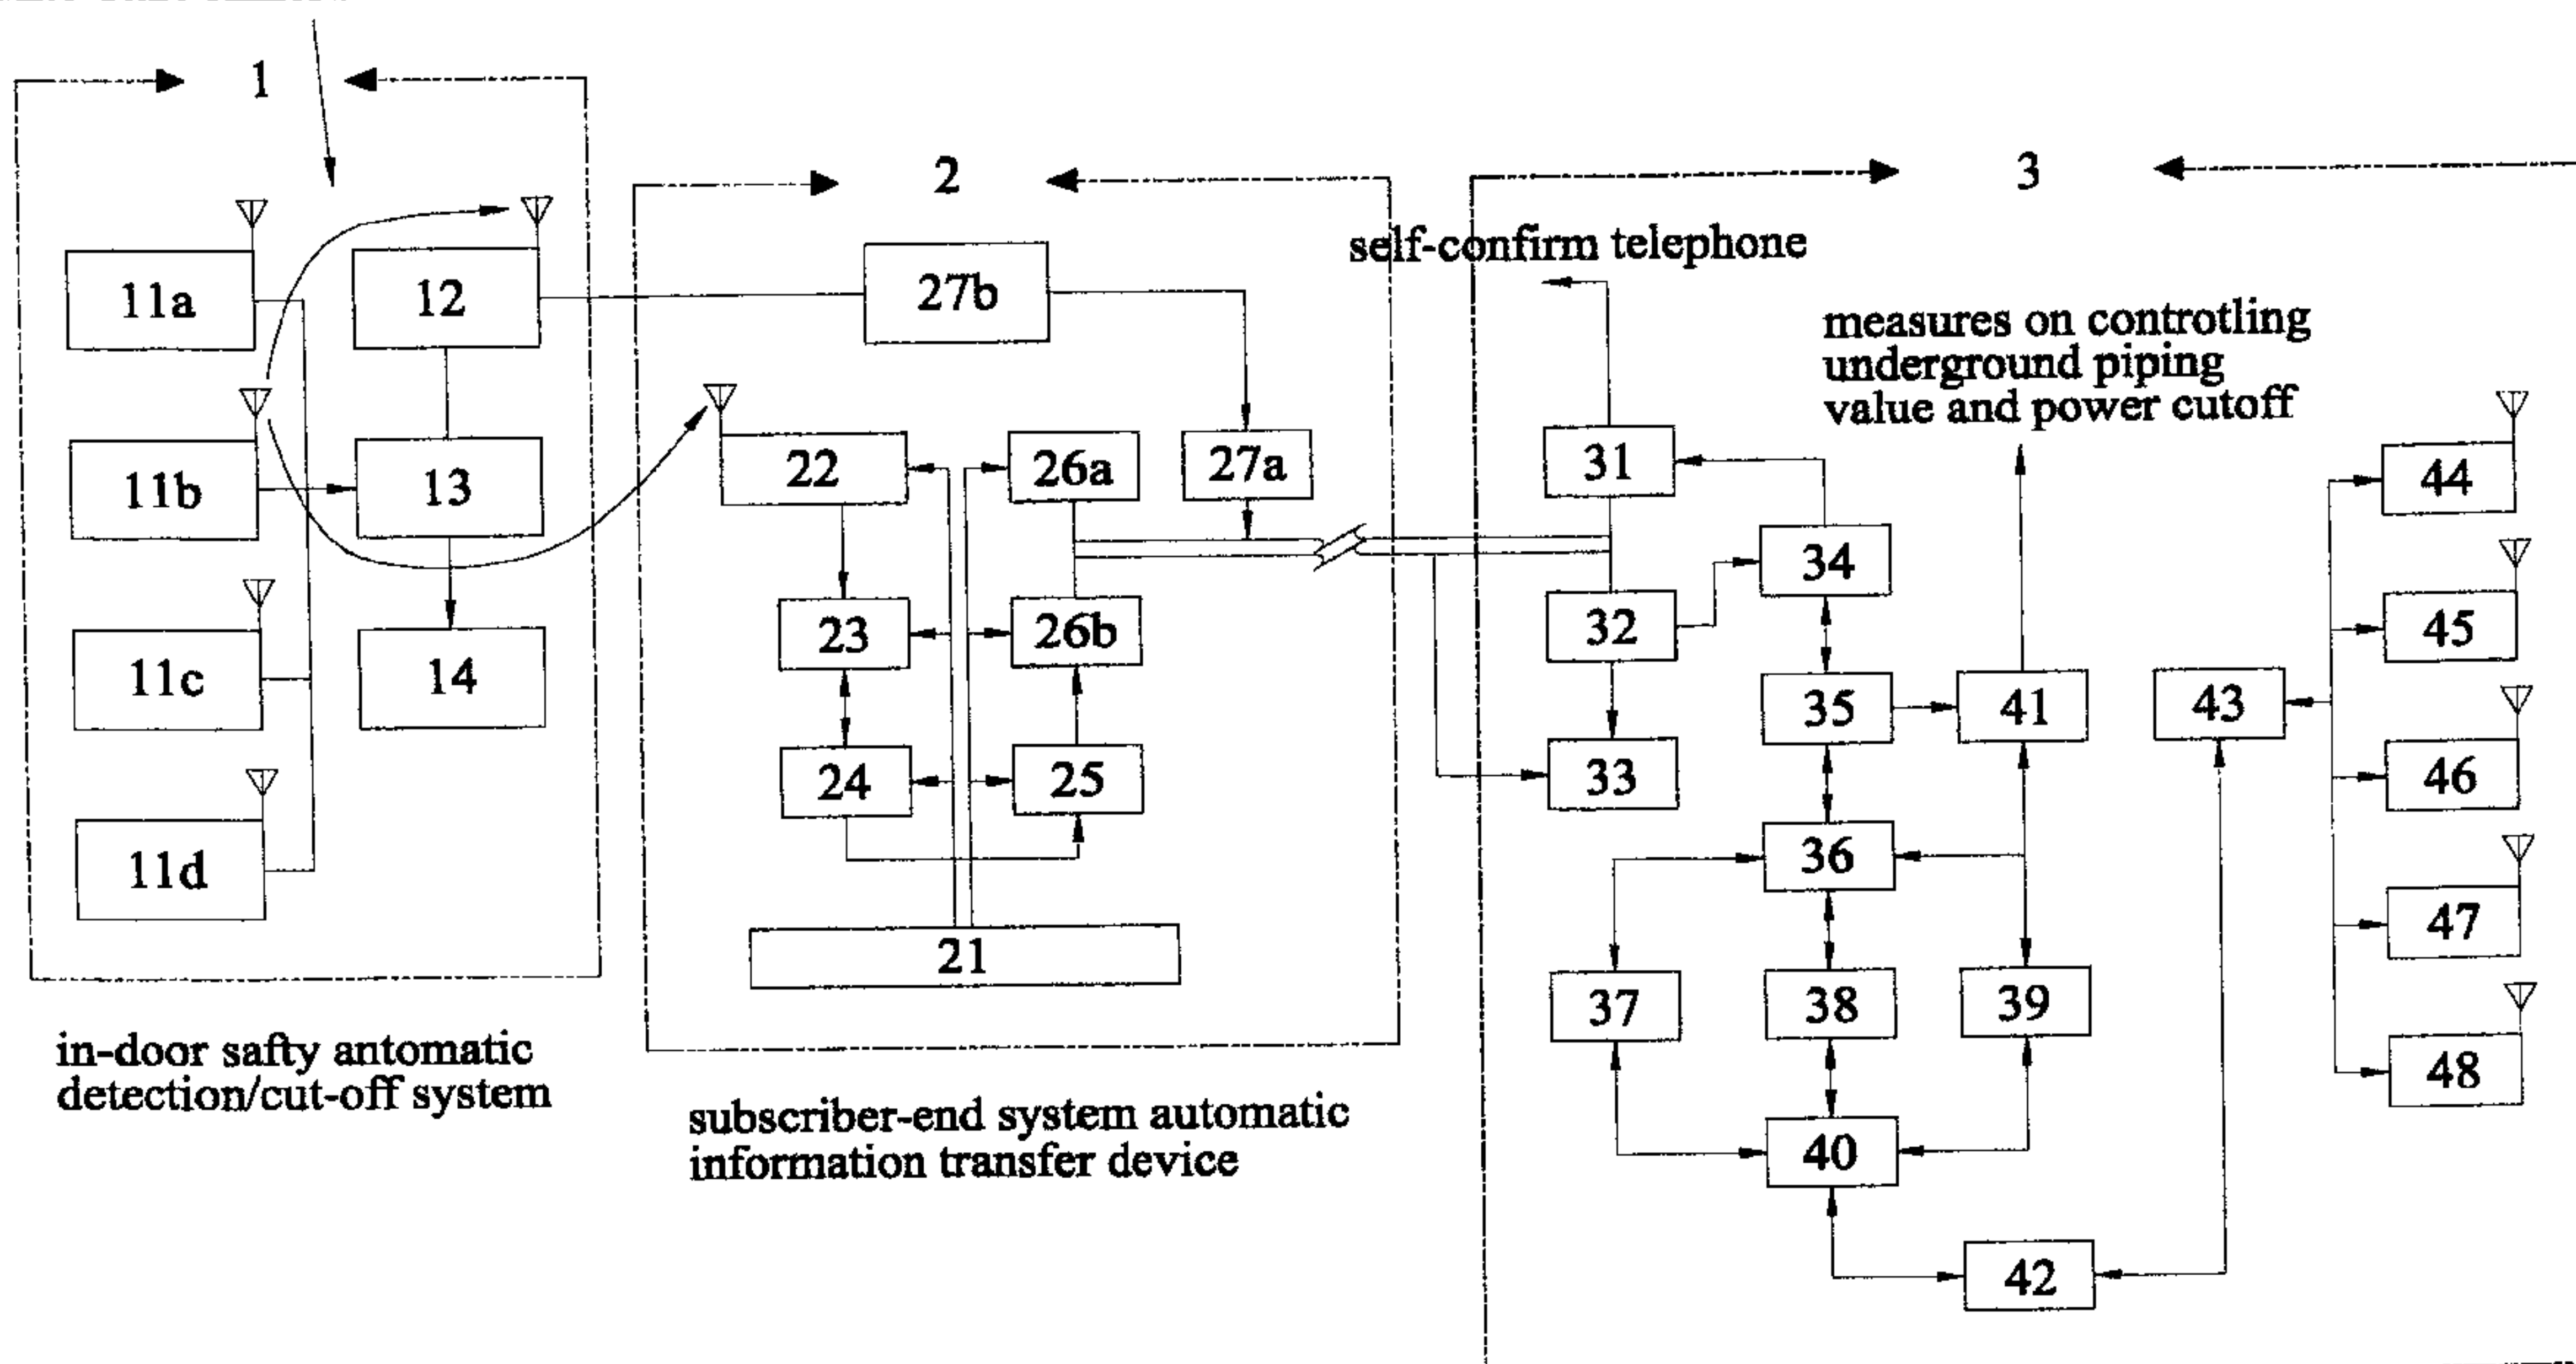 1
2
3
self-confirm telephone
measures on controtling
underground piping
value and power cutoff
11a
12
27b
11b
13
22
26a
27a
31
44
34
11c
14
23
26b
32
45
35
41
43
24
25
33
46
11d
36
47
21
37
38
39
48
in-door safty antomatic
detection/cut-off system
subscriber-end system automatic
information transfer device
40
42